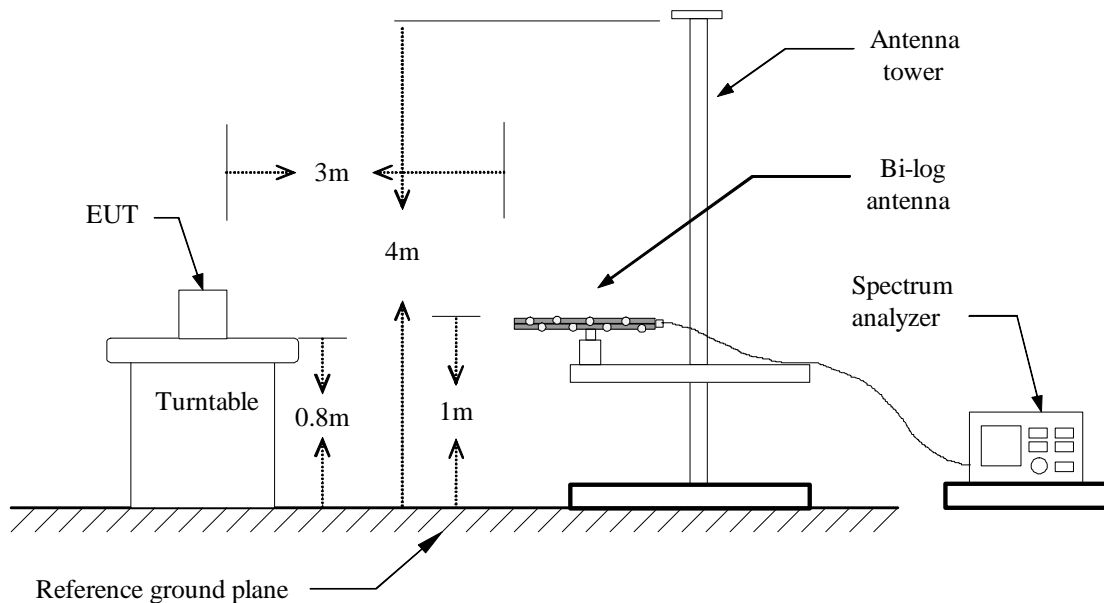 Antenna
tower
3m
Bi-log
antenna
EUT
4m
Spectrum
analyzer
Turntable
0.8m
1m
Reference ground plane